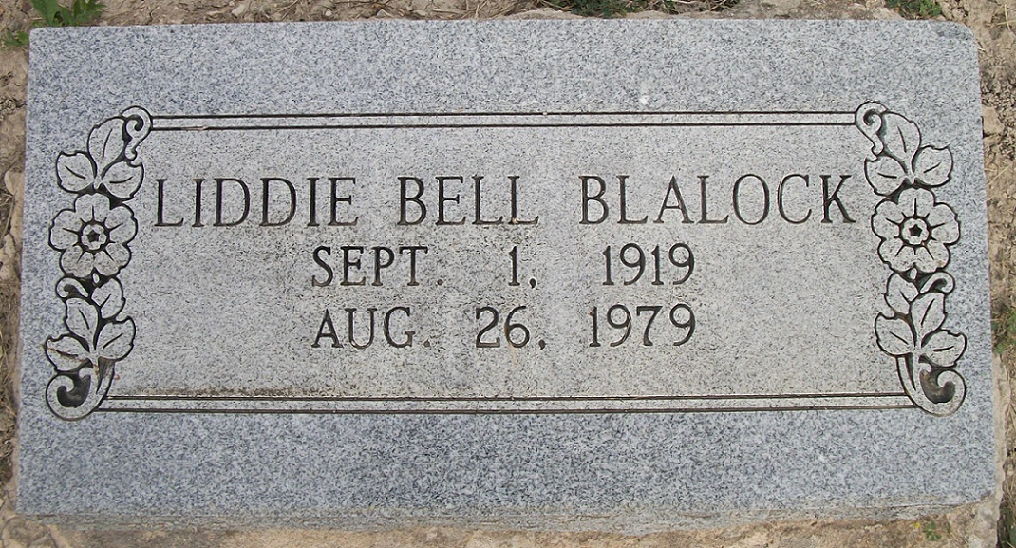 LIDDIE BELL BLALOCK
SEPT. 1, 1919
AUG. 26, 1979